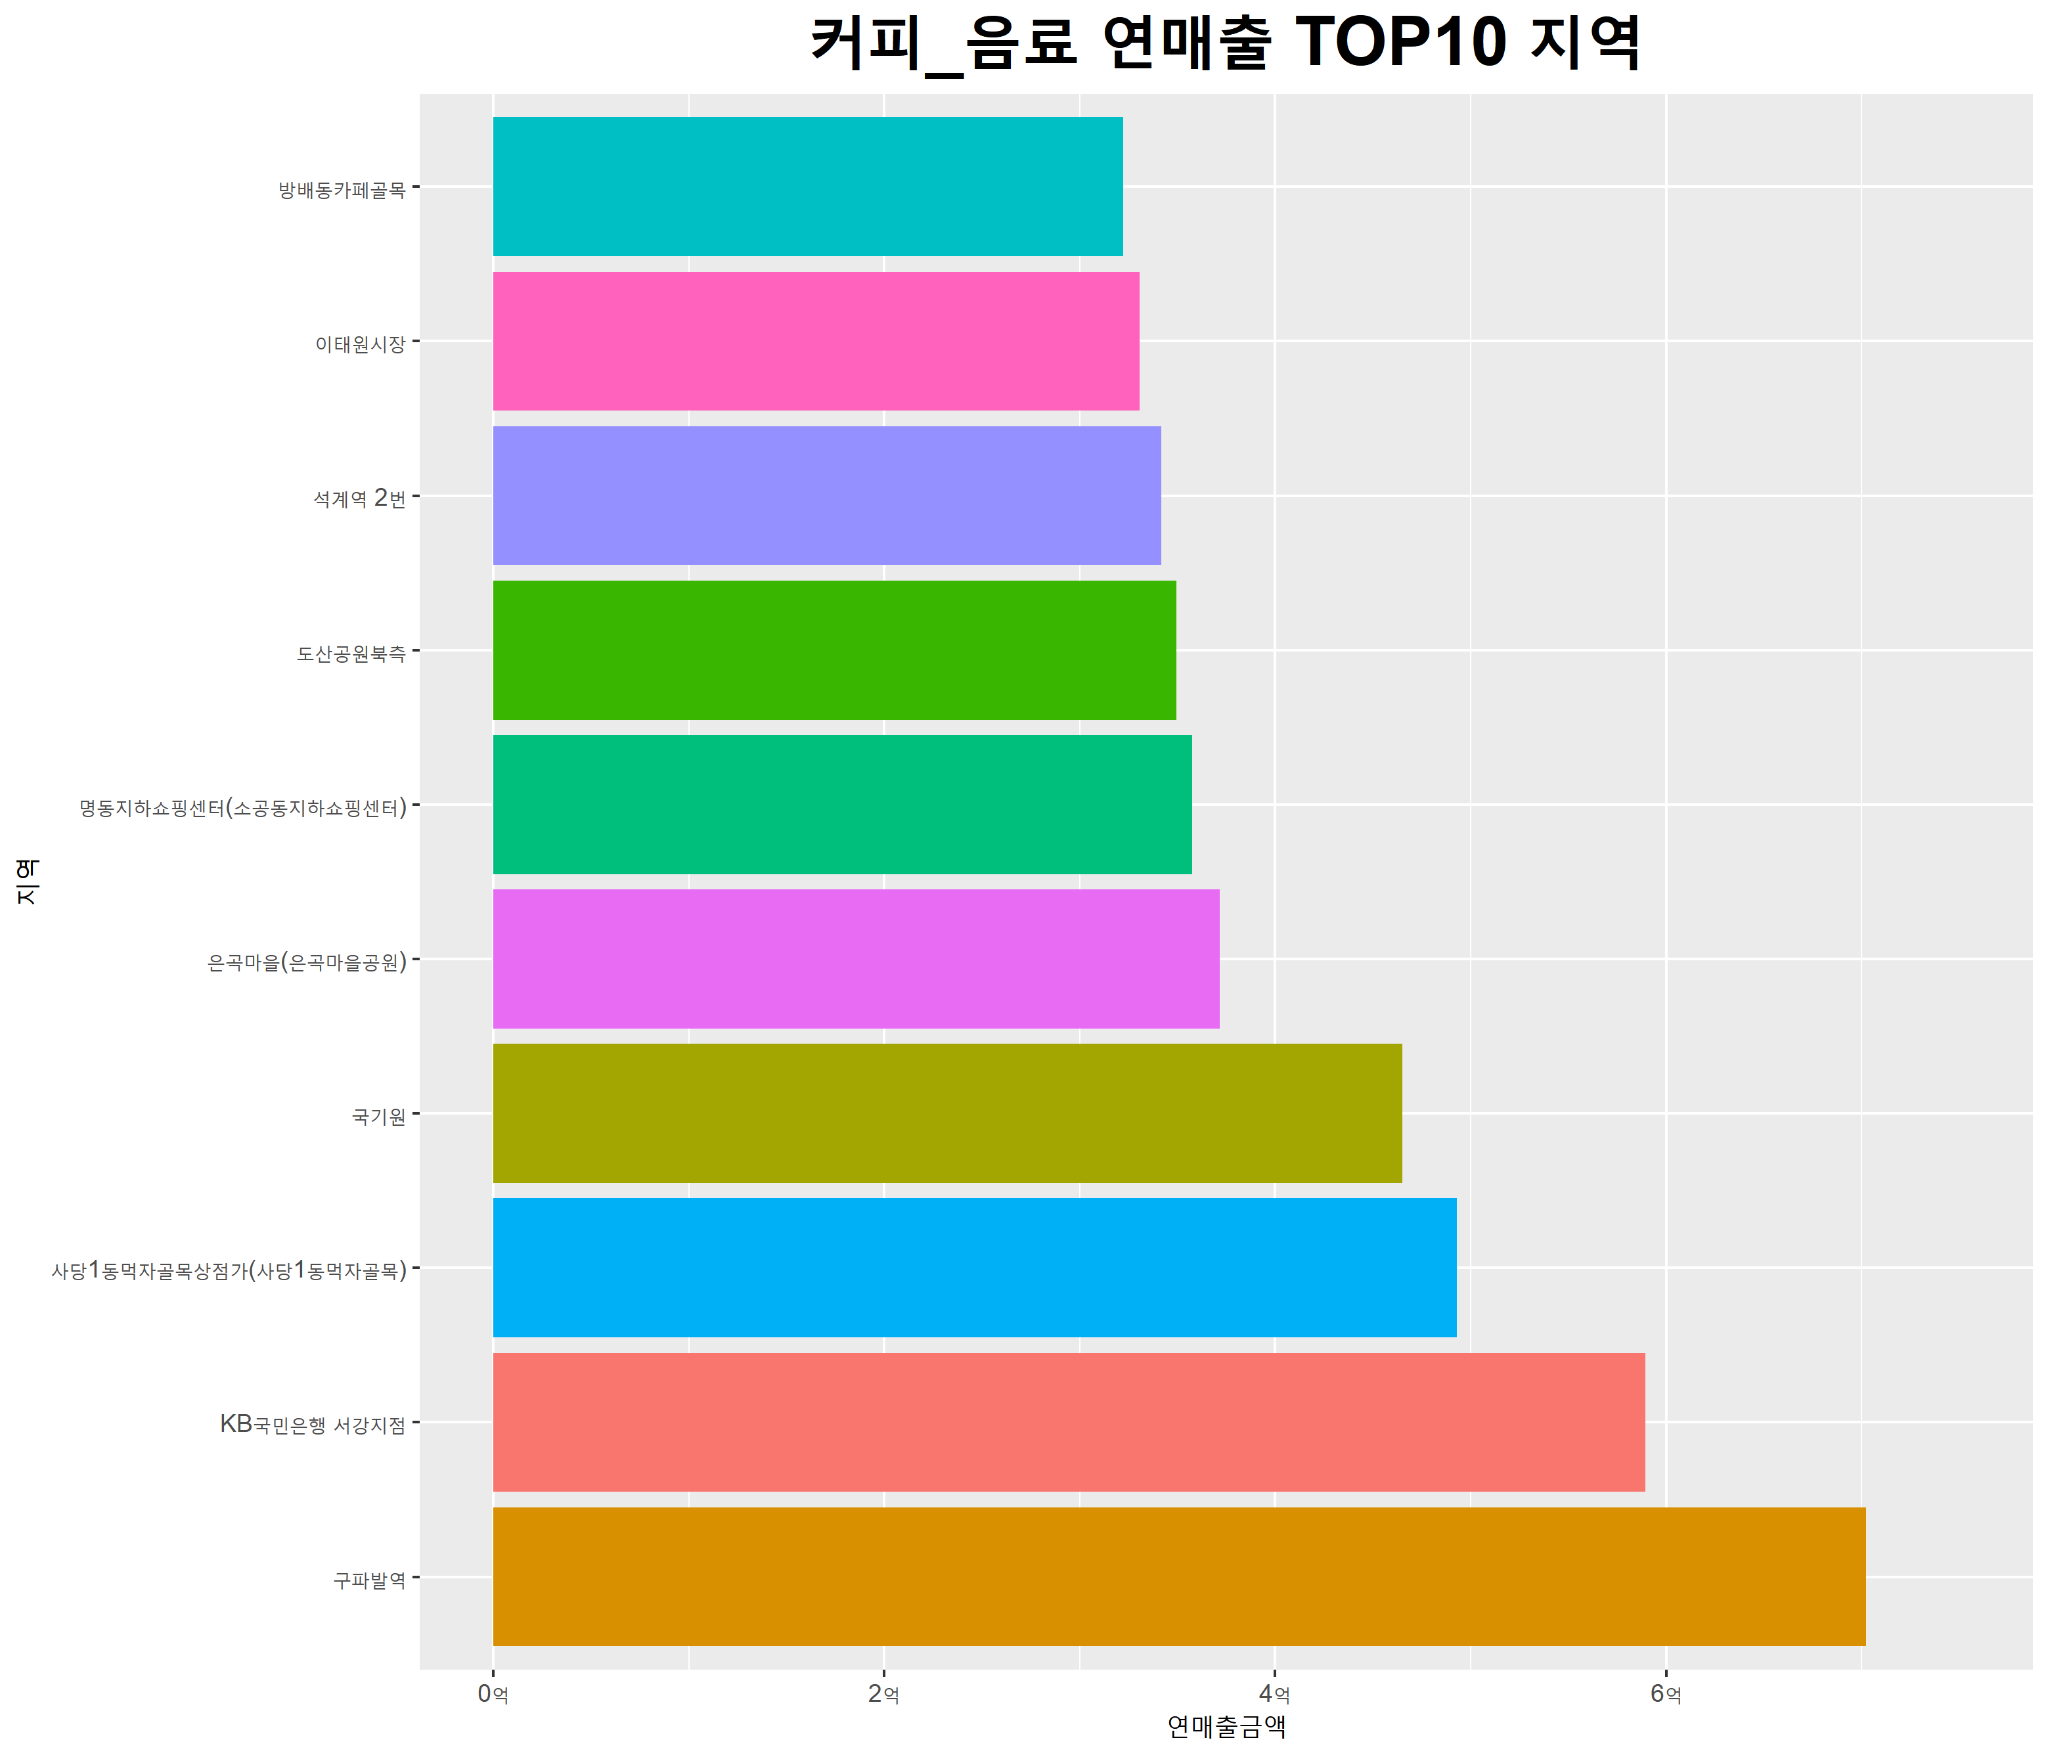 커피_음료 연매출 TOP10 지역
방배동카페골목
이태원시장
석계역 2번
도산공원북측
명동지하쇼핑센터(소공동지하쇼핑센터)
은곡마을(은곡마을공원)
국기원
사당1동먹자골목상점가(사당1동먹자골목)
KB국민은행 서강지점
구파발역
지역
0억 2억 4억 6억
연매출금액